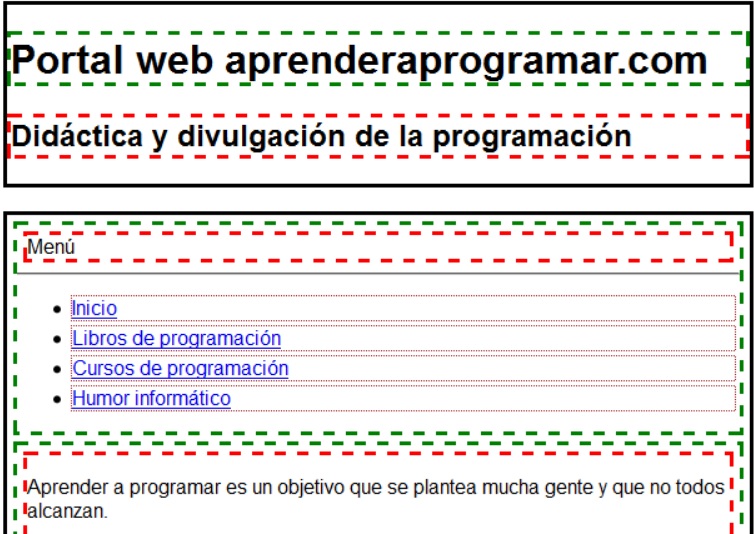 Portal web aprenderaprogramar.com
Didáctica y divulgación de la programación
Menú
Inicio
Libros de programación
Cursos de programación
Humor informático
Aprender a programar es un objetivo que se plantea mucha gente y que no todos
alcanzan.